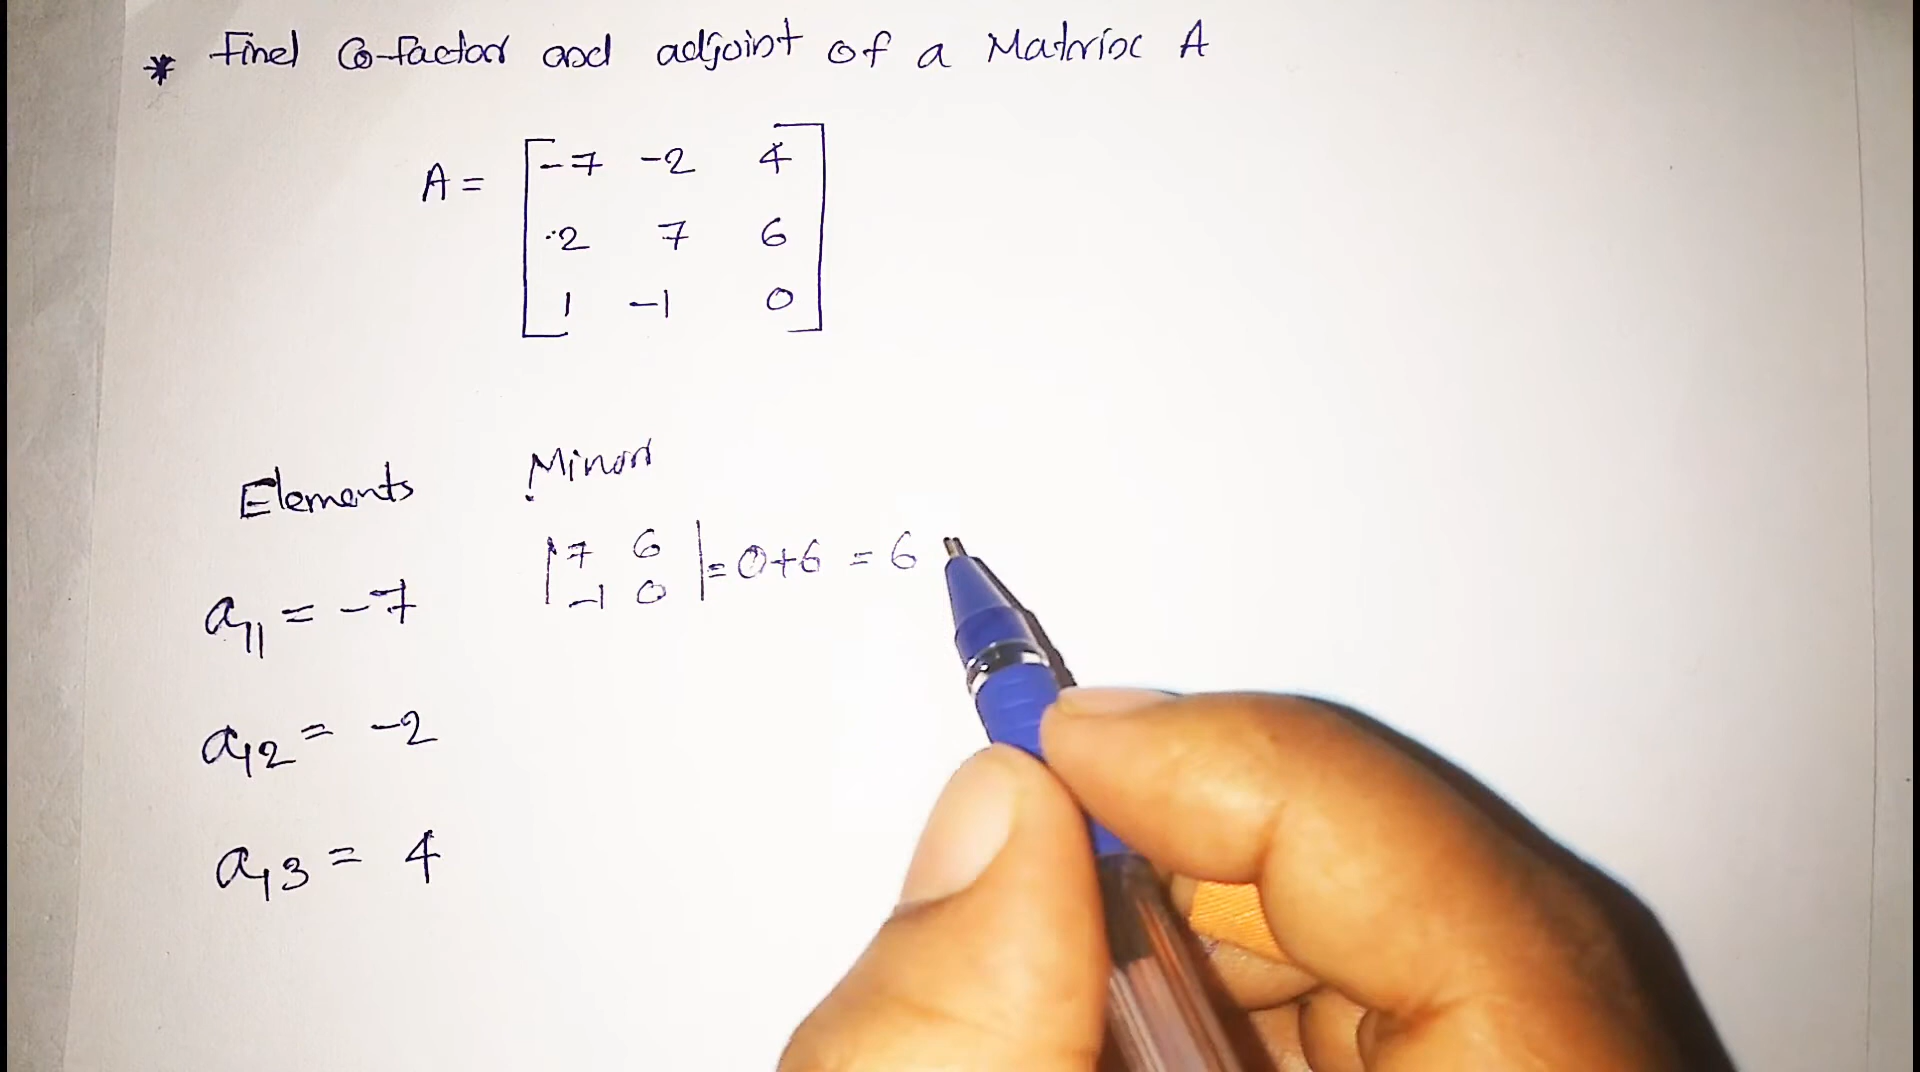 * Find Co-factor and adjoint of a Matrix A
A = [ -7 -2 4
2 7 6
1 -1 0 ]
Elements Minor
a11 = -7 | 7 6
-1 0 | = 0+6 = 6
a12 = -2
a13 = 4